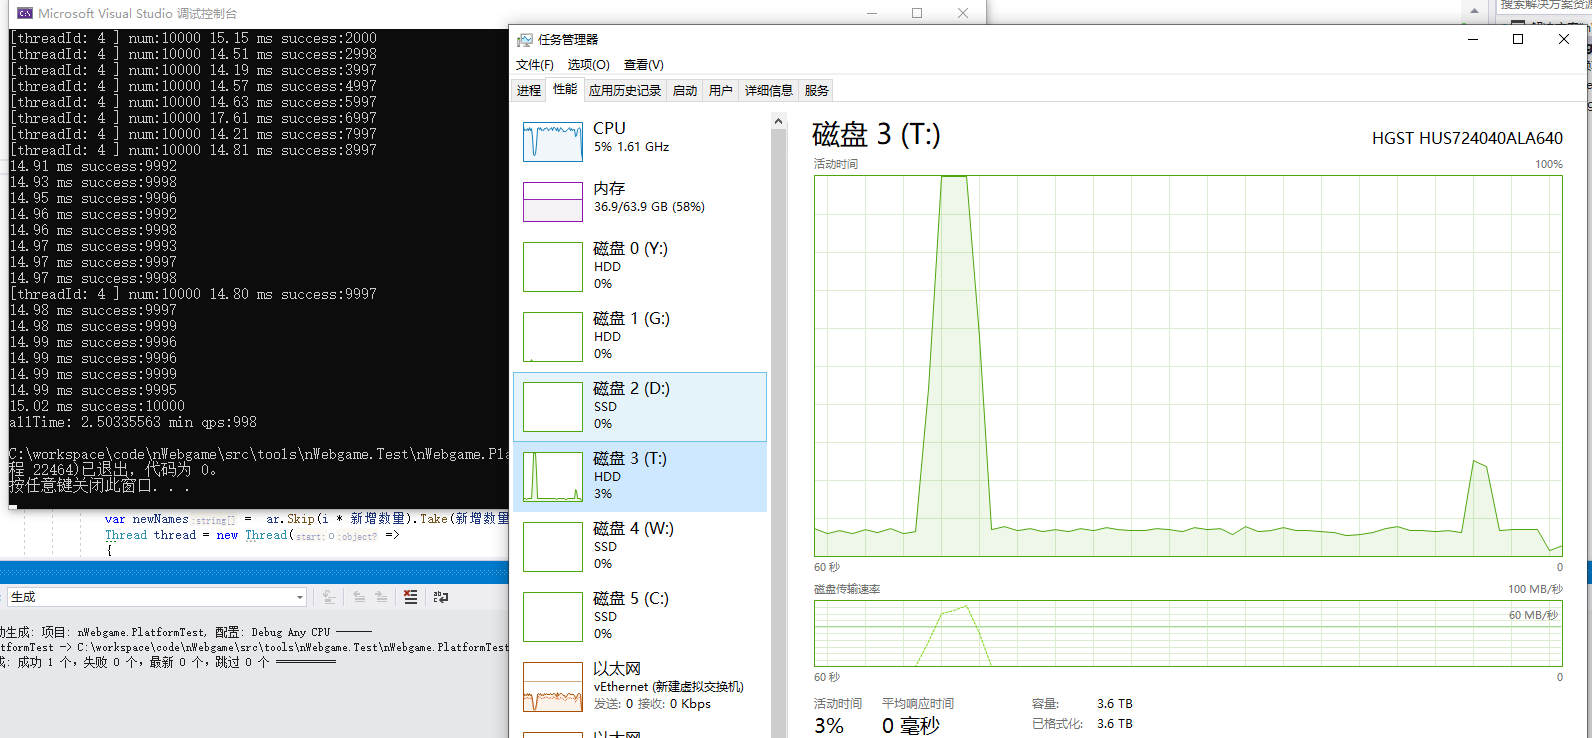 Microsoft Visual Studio 调试控制台
[threadId: 4 ] num:10000 15.15 ms success:2000
[threadId: 4 ] num:10000 14.51 ms success:2998
[threadId: 4 ] num:10000 14.19 ms success:3997
[threadId: 4 ] num:10000 14.57 ms success:4997
[threadId: 4 ] num:10000 14.63 ms success:5997
[threadId: 4 ] num:10000 17.61 ms success:6997
[threadId: 4 ] num:10000 14.21 ms success:7997
[threadId: 4 ] num:10000 14.81 ms success:8997
14.91 ms success:9992
14.93 ms success:9998
14.95 ms success:9996
14.96 ms success:9992
14.96 ms success:9998
14.97 ms success:9993
14.97 ms success:9997
14.97 ms success:9998
[threadId: 4 ] num:10000 14.80 ms success:9997
14.98 ms success:9997
14.98 ms success:9999
14.99 ms success:9996
14.99 ms success:9996
14.99 ms success:9999
14.99 ms success:9995
15.02 ms success:10000
allTime: 2.50335563 min qps:998
C:\workspace\code\nWebgame\src\tools\nWebgame.Test\nWebgame.Pla
程 22464)已退出，代码为 0。
按任意键关闭此窗口. . .
var newNames:string[] = ar.Skip(i * 新增数量).Take(新增数量
Thread thread = new Thread(start:():object? =>
{
生成
动生成: 项目: nWebgame.PlatformTest, 配置: Debug Any CPU ------
atformTest -> C:\workspace\code\nWebgame\src\tools\nWebgame.Test\nWebgame.PlatformTest
成: 成功 1 个，失败 0 个，最新 0 个，跳过 0 个 ==========
搜索解决方案资源
任务管理器
文件(F) 选项(O) 查看(V)
进程 性能 应用历史记录 启动 用户 详细信息 服务
CPU
5% 1.61 GHz
内存
36.9/63.9 GB (58%)
磁盘 0 (Y:)
HDD
0%
磁盘 1 (G:)
HDD
0%
磁盘 2 (D:)
SSD
0%
磁盘 3 (T:)
HDD
3%
磁盘 4 (W:)
SSD
0%
磁盘 5 (C:)
SSD
0%
以太网
vEthernet (新建虚拟交换机)
发送: 0 接收: 0 Kbps
以太网
磁盘 3 (T:)
HGST HUS724040ALA640
活动时间 100%
60 秒 0
磁盘传输速率 100 MB/秒
60 MB/秒
60 秒 0
活动时间 平均响应时间 容量: 3.6 TB
3% 0 毫秒 已格式化: 3.6 TB